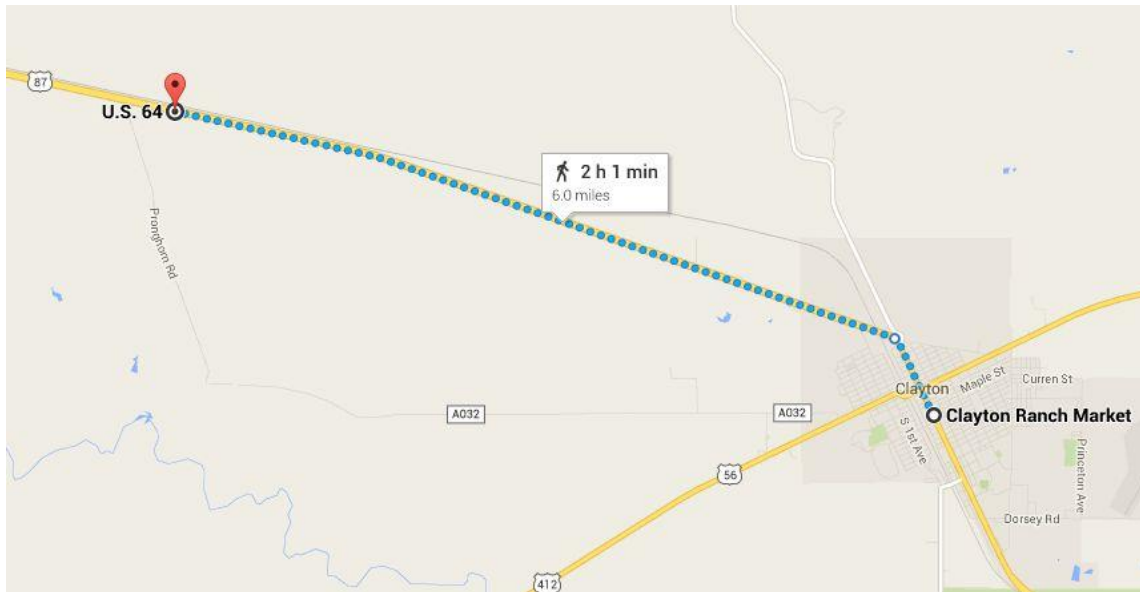 87
U.S. 64
2 h 1 min
6.0 miles
Pronghorn Rd
Clayton
Maple St
Curren St
A032
A032
Clayton Ranch Market
S 1st Ave
Princeton Ave
56
Dorsey Rd
412